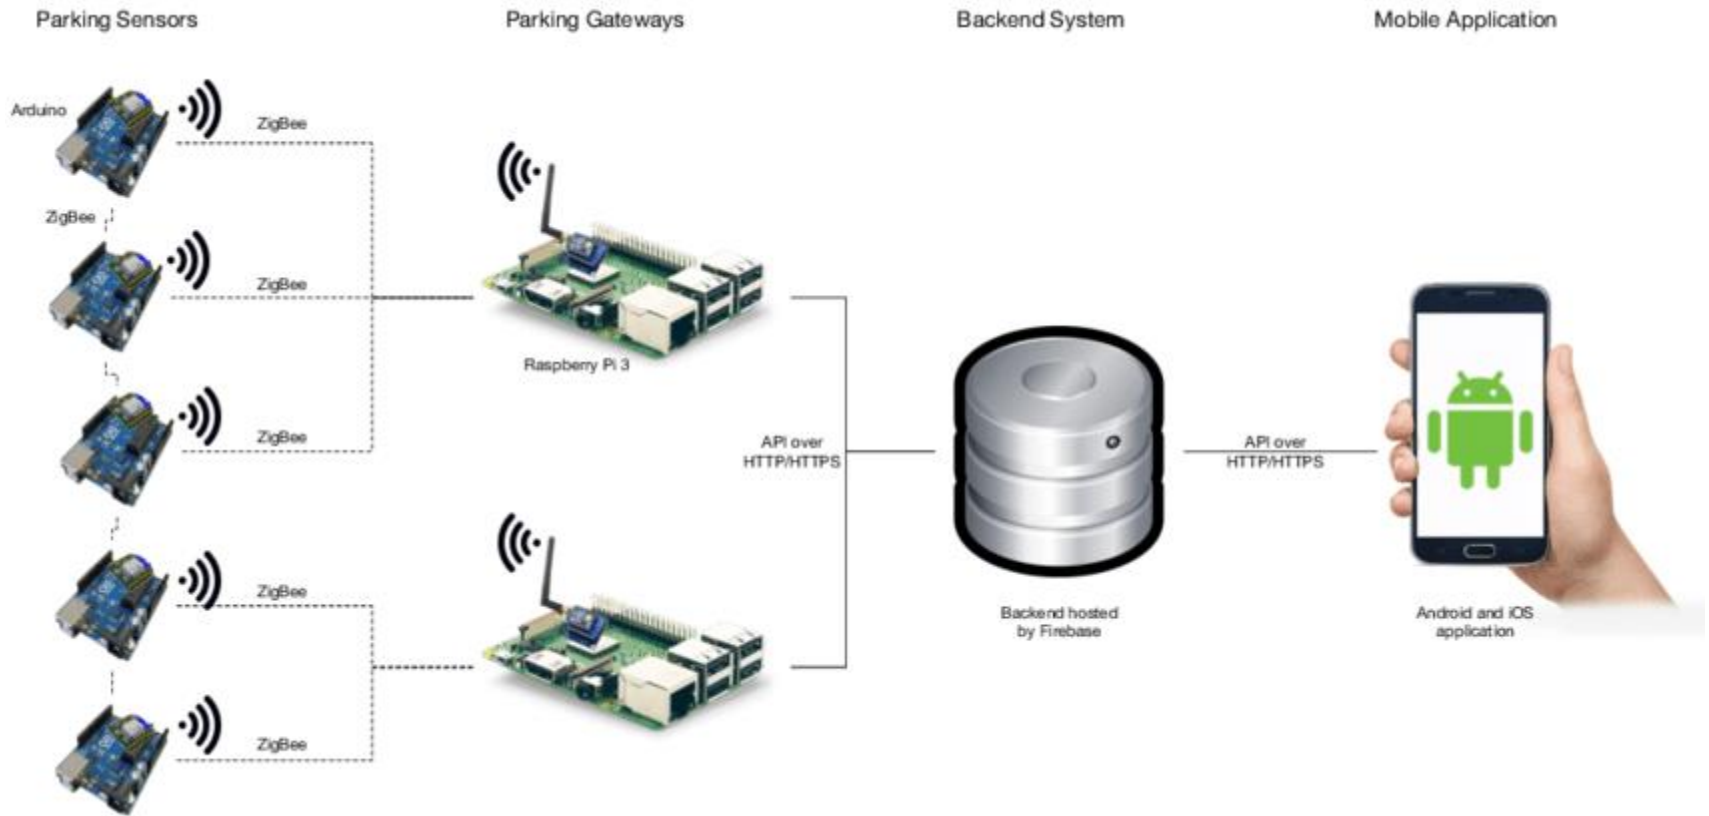 Parking Sensors
Parking Gateways
Backend System
Mobile Application
Arduino
ZigBee
ZigBee
ZigBee
ZigBee
Raspberry Pi 3
ZigBee
API over
HTTP/HTTPS
API over
HTTP/HTTPS
ZigBee
Backend hosted
by Firebase
Android and iOS
application
ZigBee